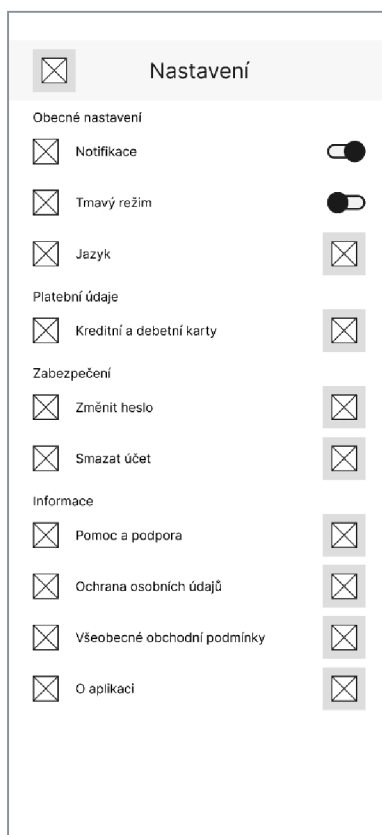 Nastavení
Obecné nastavení
Notifikace
Tmavý režim
Jazyk
Platební údaje
Kreditní a debetní karty
Zabezpečení
Změnit heslo
Smazat účet
Informace
Pomoc a podpora
Ochrana osobních údajů
Všeobecné obchodní podmínky
O aplikaci